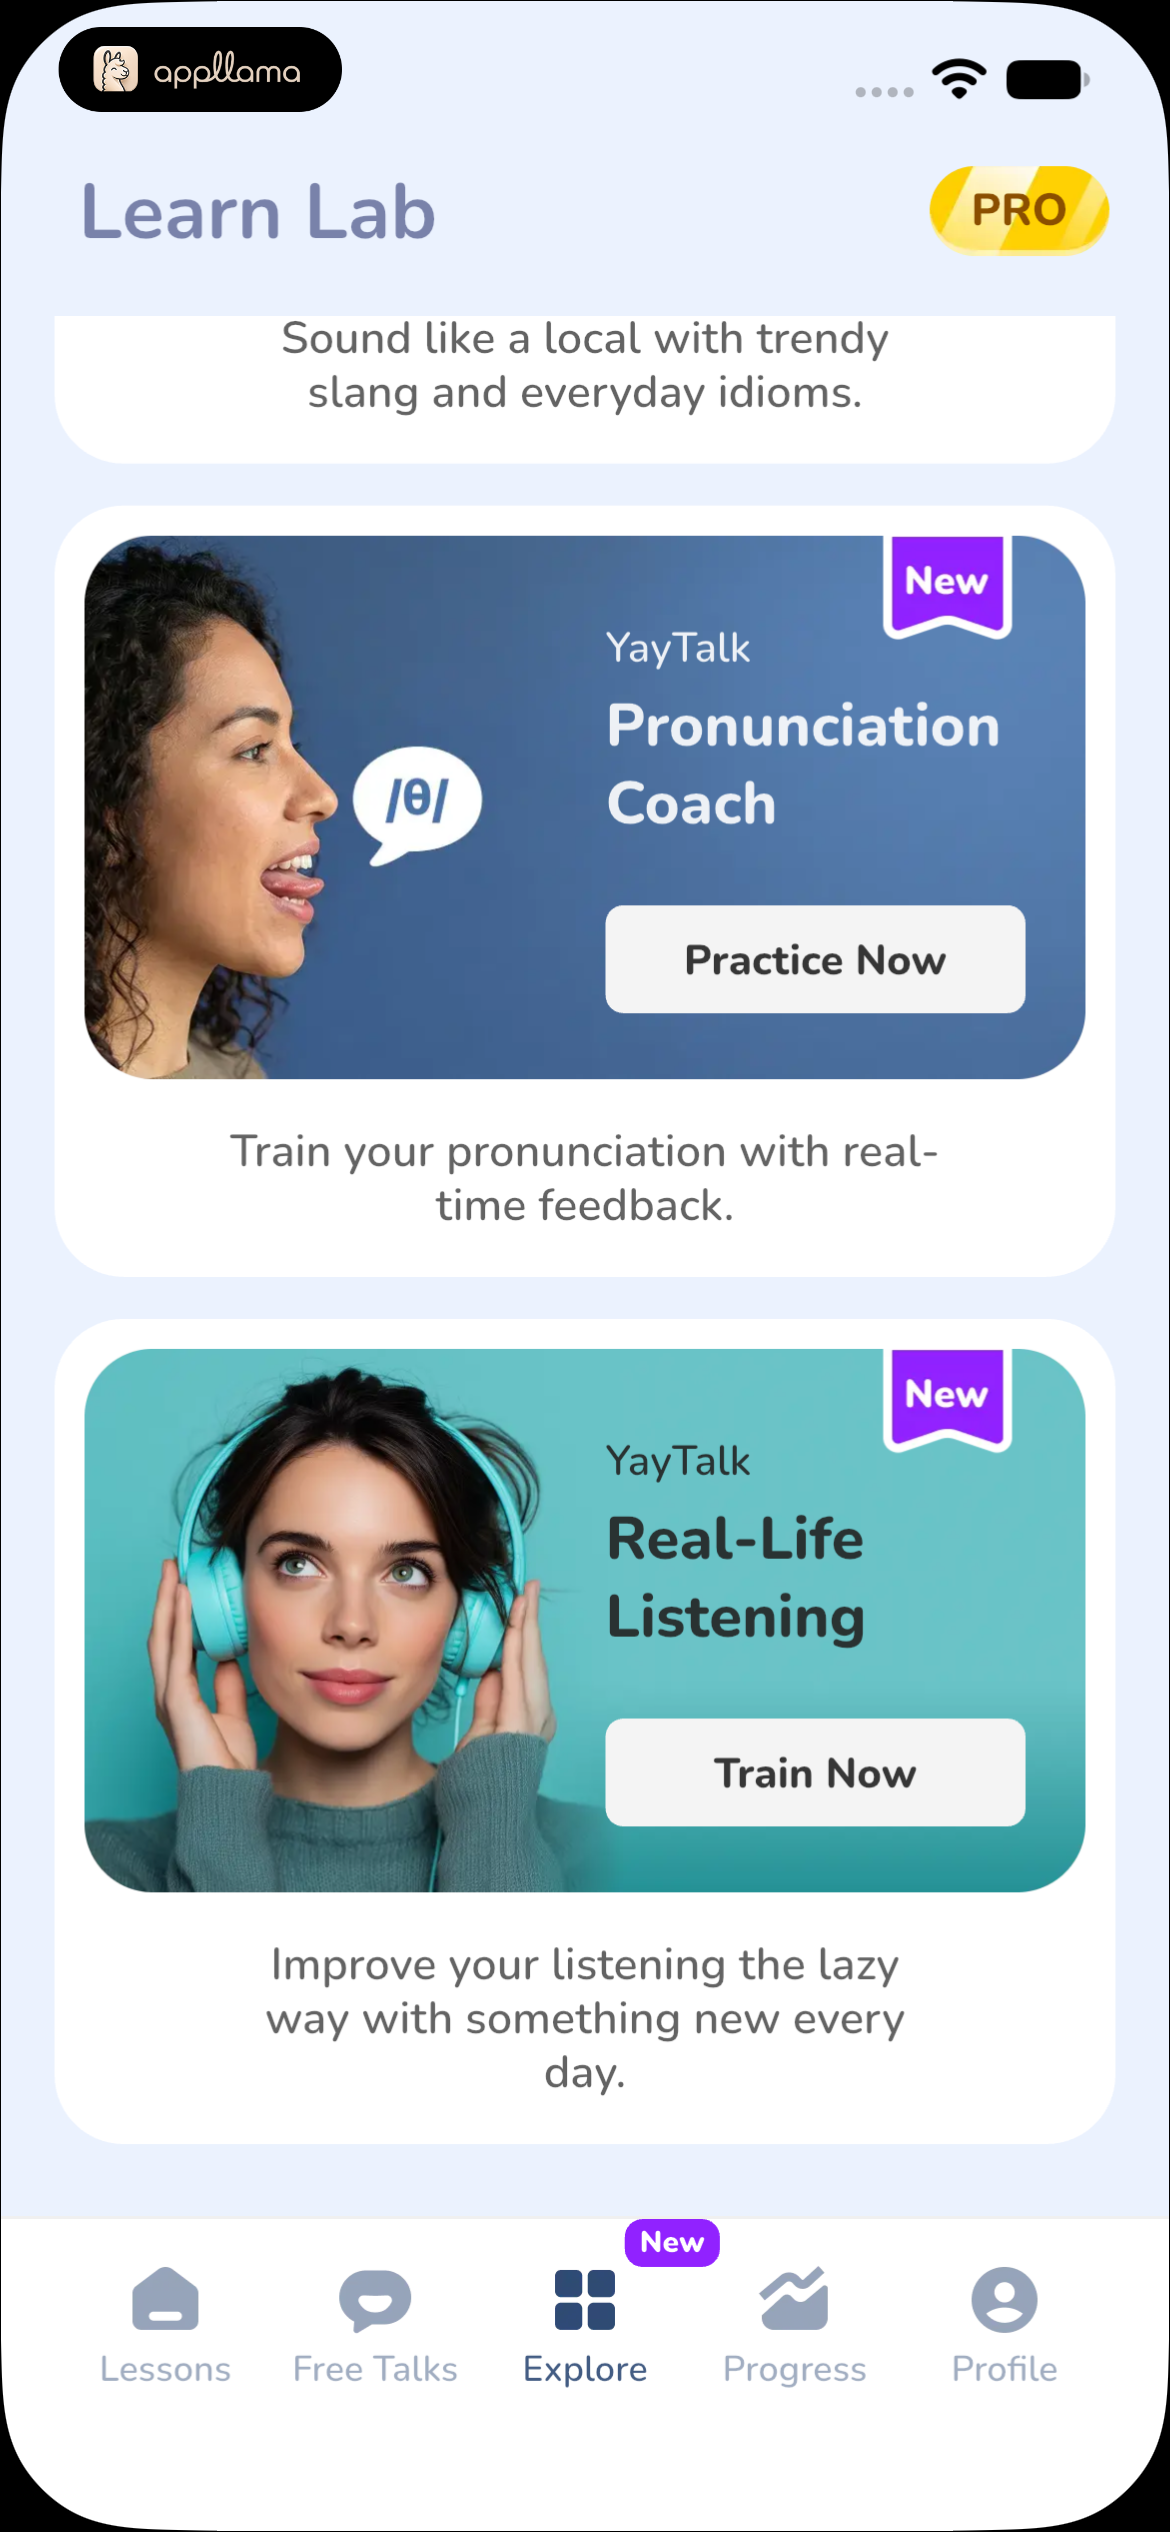 appllama
Learn Lab
PRO
Sound like a local with trendy
slang and everyday idioms.
New
YayTalk
Pronunciation
Coach
/θ/
Practice Now
Train your pronunciation with real-
time feedback.
New
YayTalk
Real-Life
Listening
Train Now
Improve your listening the lazy
way with something new every
day.
New
Lessons
Free Talks
Explore
Progress
Profile